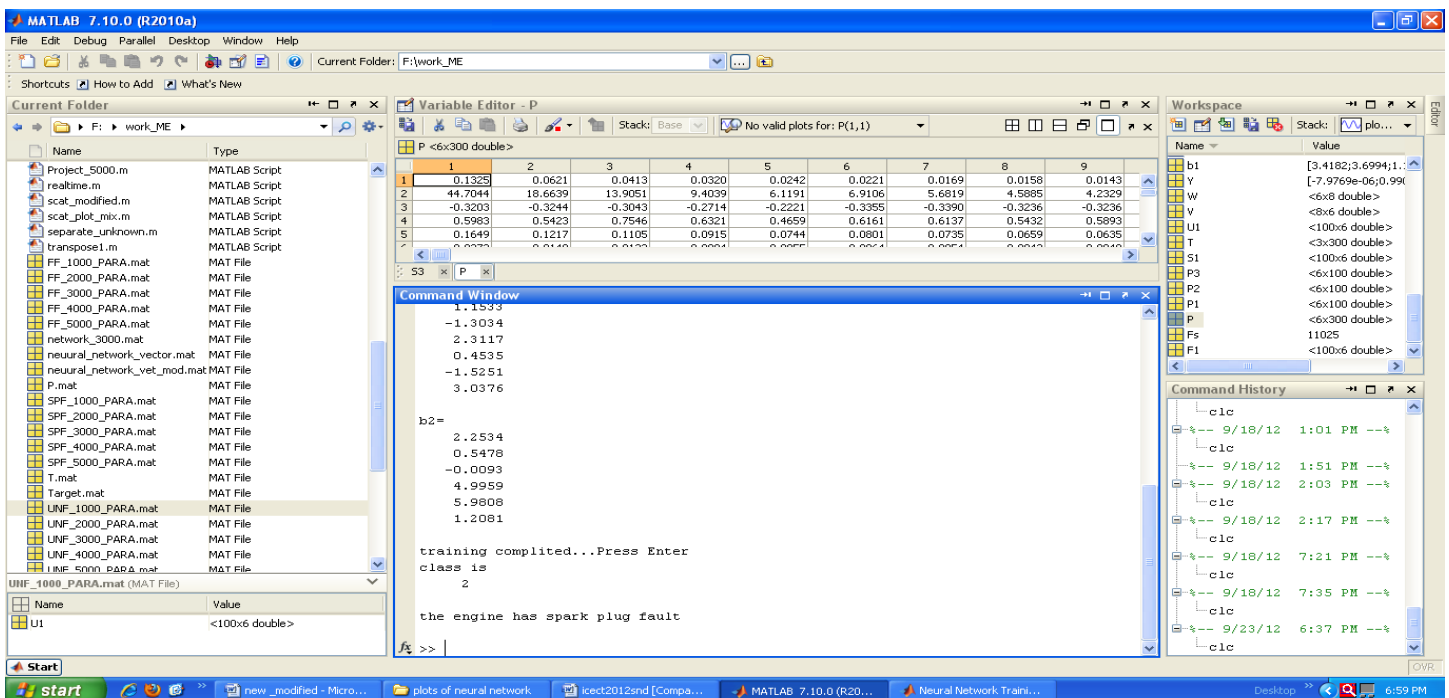 MATLAB 7.10.0 (R2010a)
File Edit Debug Parallel Desktop Window Help
Current Folder: F:\work_ME
Shortcuts How to Add What's New
Current Folder
F: work_ME
Name Type
Project_5000.m MATLAB Script
realtime.m MATLAB Script
scat_modified.m MATLAB Script
scat_plot_mix.m MATLAB Script
separate_unknown.m MATLAB Script
transpose1.m MATLAB Script
FF_1000_PARA.mat MAT File
FF_2000_PARA.mat MAT File
FF_3000_PARA.mat MAT File
FF_4000_PARA.mat MAT File
FF_5000_PARA.mat MAT File
network_3000.mat MAT File
neuural_network_vector.mat MAT File
neuural_network_vet_mod.mat MAT File
P.mat MAT File
SPF_1000_PARA.mat MAT File
SPF_2000_PARA.mat MAT File
SPF_3000_PARA.mat MAT File
SPF_4000_PARA.mat MAT File
SPF_5000_PARA.mat MAT File
T.mat MAT File
Target.mat MAT File
UNF_1000_PARA.mat MAT File
UNF_2000_PARA.mat MAT File
UNF_3000_PARA.mat MAT File
UNF_4000_PARA.mat MAT File
UNF_5000_PARA.mat MAT File
UNF_1000_PARA.mat (MAT File)
Name Value
U1 <100x6 double>
Variable Editor - P
Stack: Base No valid plots for: P(1,1)
P <6x300 double>
1 2 3 4 5 6 7 8 9
1 0.1325 0.0621 0.0413 0.0320 0.0242 0.0221 0.0169 0.0158 0.0143
2 44.7044 18.6639 13.9051 9.4039 6.1191 6.9106 5.6819 4.5885 4.2329
3 -0.3203 -0.3244 -0.3043 -0.2714 -0.2221 -0.3355 -0.3390 -0.3236 -0.3236
4 0.5983 0.5423 0.7546 0.6321 0.4659 0.6161 0.6137 0.5432 0.5893
5 0.1649 0.1217 0.1105 0.0915 0.0744 0.0801 0.0735 0.0659 0.0635
S3 P
Command Window
1.1533
-1.3034
2.3117
0.4535
-1.5251
3.0376
b2=
2.2534
0.5478
-0.0093
4.9959
5.9808
1.2081
training complited...Press Enter
class is
2
the engine has spark plug fault
fx >>
Workspace
Stack: plo...
Name Value
b1 [3.4182;3.6994;1.
Y [-7.9769e-06;0.99
W <6x8 double>
V <8x6 double>
U1 <100x6 double>
T <3x300 double>
S1 <100x6 double>
P3 <6x100 double>
P2 <6x100 double>
P1 <6x100 double>
P <6x300 double>
Fs 11025
F1 <100x6 double>
Editor
Command History
clc
%-- 9/18/12 1:01 PM --%
clc
%-- 9/18/12 1:51 PM --%
%-- 9/18/12 2:03 PM --%
clc
%-- 9/18/12 2:17 PM --%
clc
%-- 9/18/12 7:21 PM --%
clc
%-- 9/18/12 7:35 PM --%
clc
%-- 9/23/12 6:37 PM --%
clc
Start
OVR
start new _modified - Micro... plots of neural network icect2012snd [Compa... MATLAB 7.10.0 (R20... Neural Network Traini... Desktop 6:59 PM